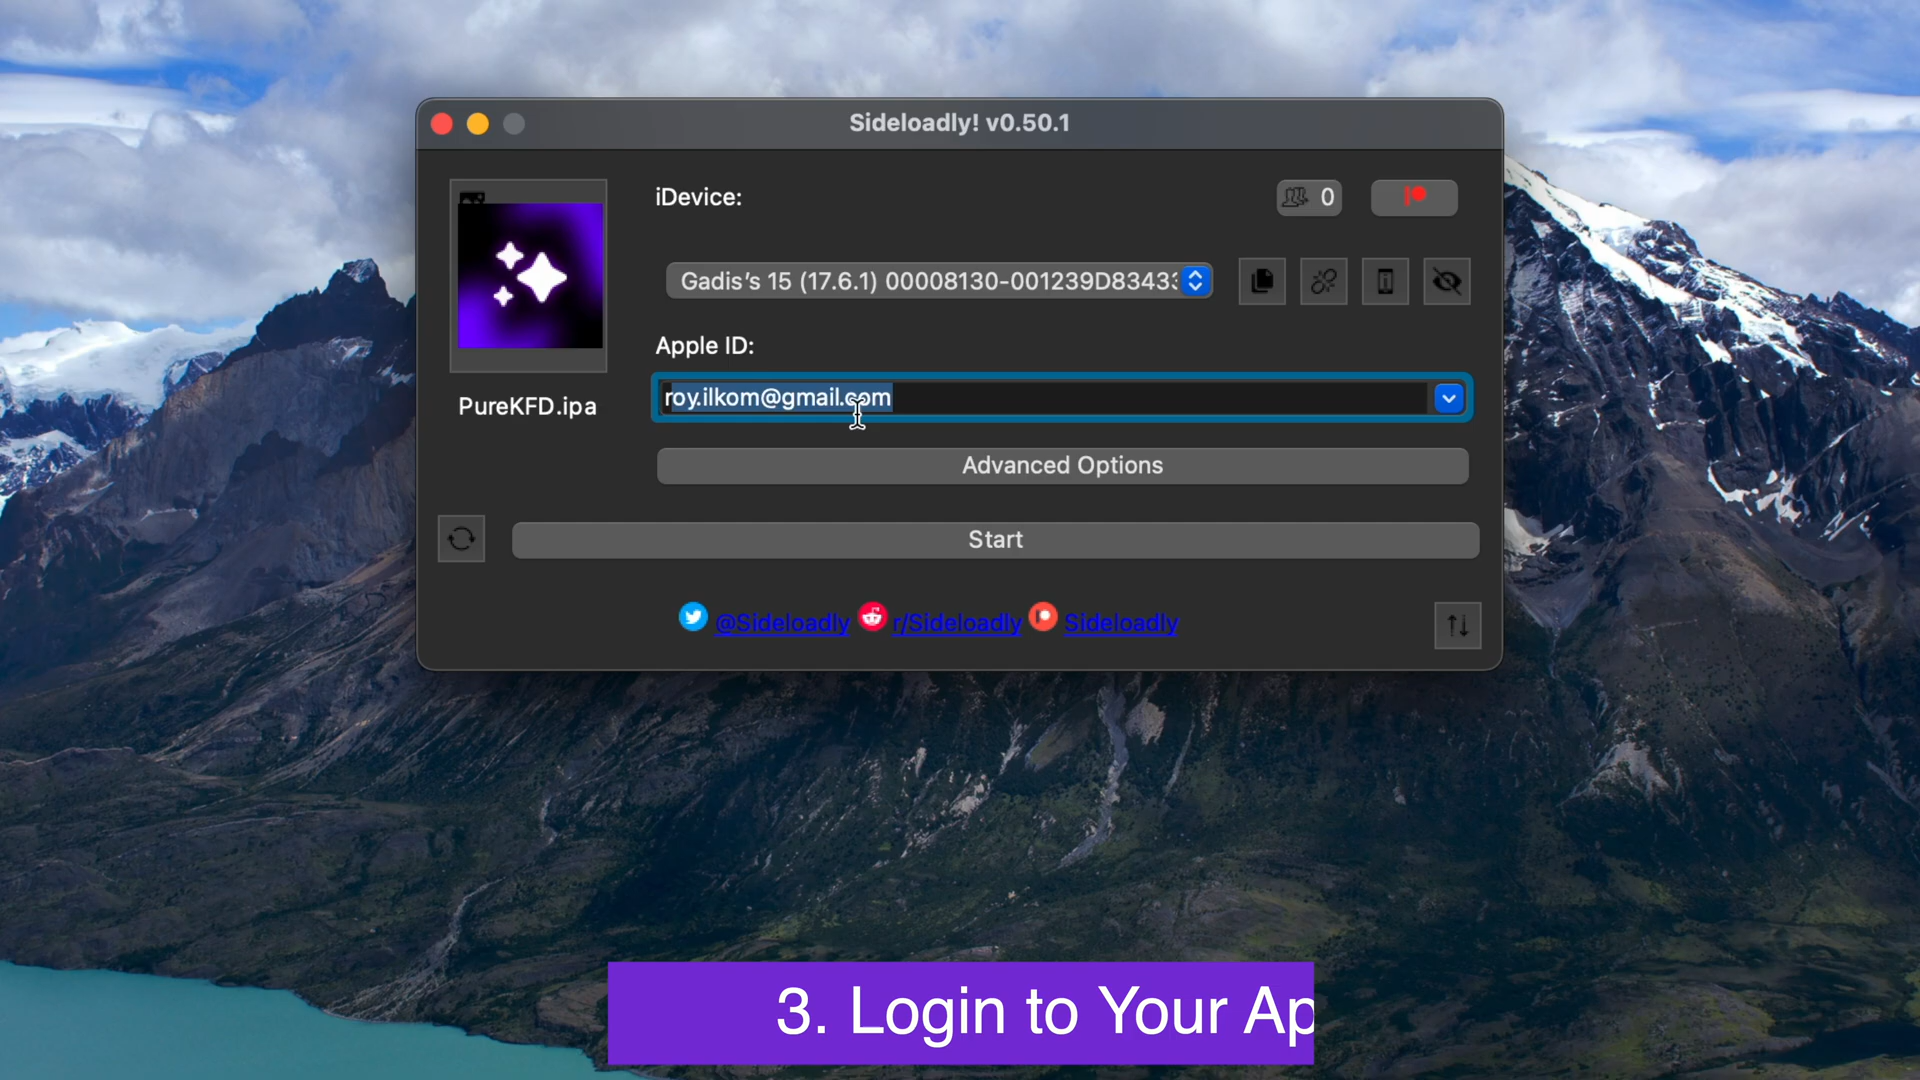 Sideloadly! v0.50.1
iDevice:
0
Gadis's 15 (17.6.1) 00008130-001239D83433
Apple ID:
roy.ilkom@gmail.com
PureKFD.ipa
Advanced Options
Start
@Sideloadly r/Sideloadly Sideloadly
3. Login to Your Ap